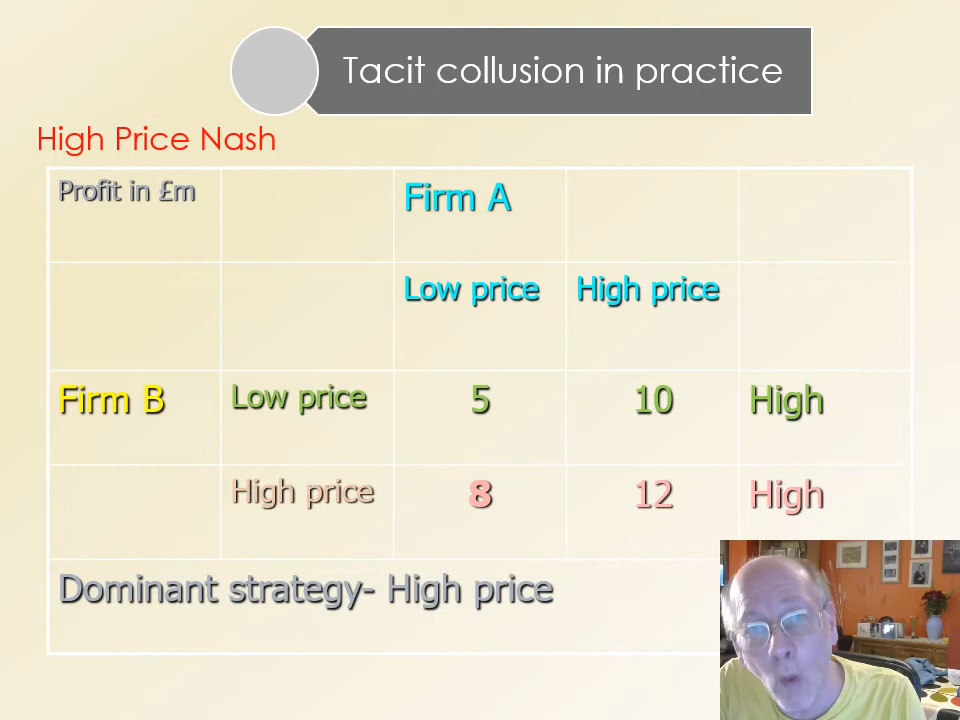 Tacit collusion in practice
High Price Nash
Profit in £m Firm A
Low price High price
Firm B Low price 5 10 High
High price 8 12 High
Dominant strategy- High price